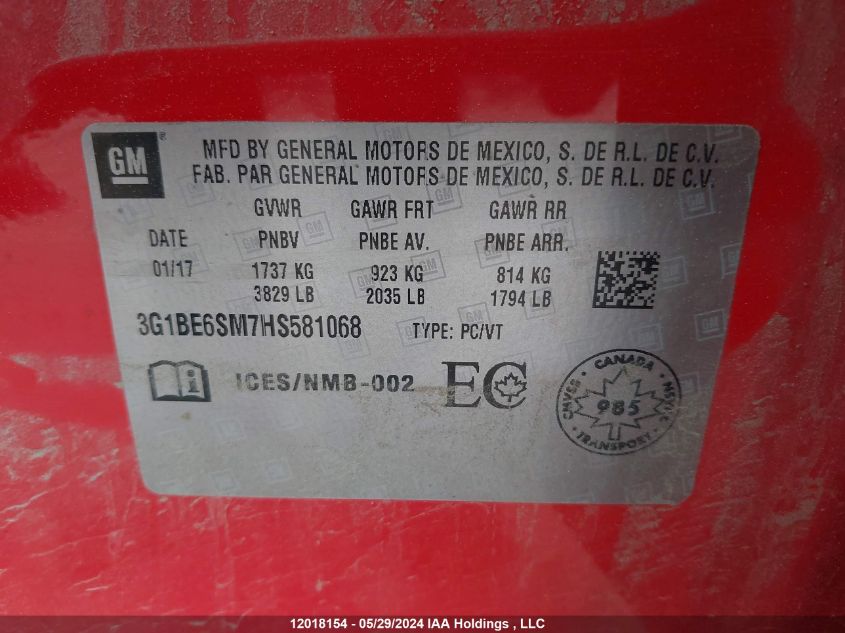 GM
MFD BY GENERAL MOTORS DE MEXICO, S. DE R.L. DE C.V.
FAB. PAR GENERAL MOTORS DE MEXICO, S. DE R.L. DE C.V.
GVWR GAWR FRT GAWR RR
DATE PNBV PNBE AV. PNBE ARR.
01/17 1737 KG 923 KG 814 KG
3829 LB 2035 LB 1794 LB
3G1BE6SM7HS581068 TYPE: PC/VT
i ICES/NMB-002 EC
CANADA
CMVSS 985 NSVAC
TRANSPORT
12018154 - 05/29/2024 IAA Holdings , LLC